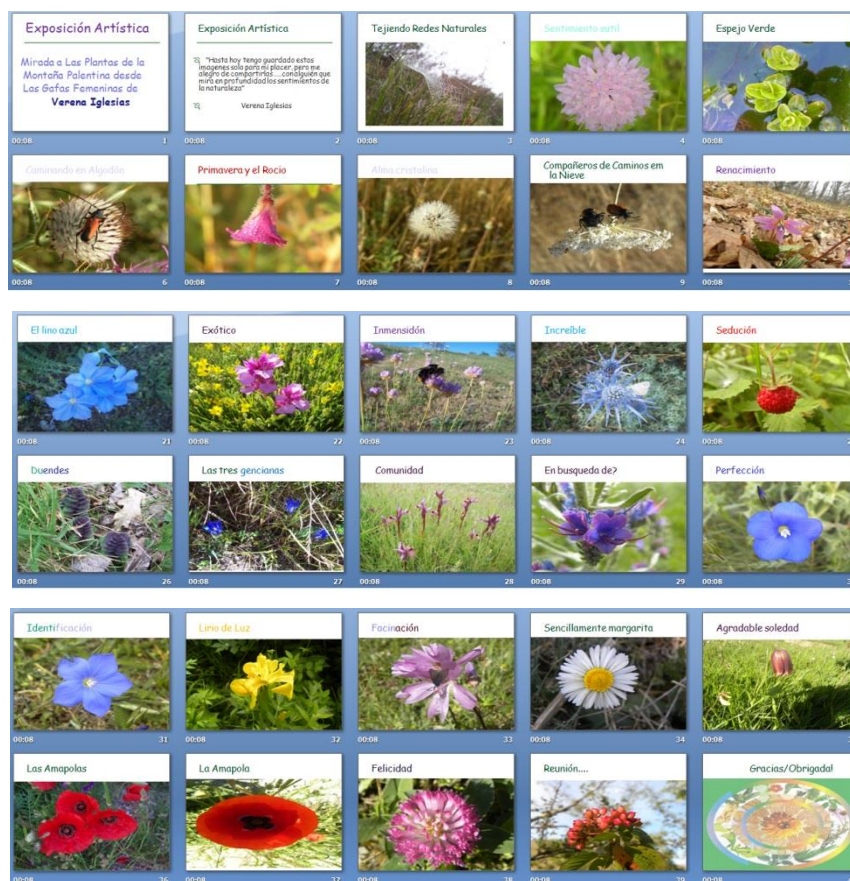 Exposición Artística
Mirada a Las Plantas de la
Montaña Palentina desde
Las Gafas Femeninas de
Verena Iglesias
00:08 1
Exposición Artística
"Hasta hoy tengo guardado estas
imagenes solo para mi placer, pero me
alegro de compartirlas.....con alguien que
mira en profundidad los sentimientos de
la naturaleza"
Verena Iglesias
00:08 2
Tejiendo Redes Naturales
00:08 3
Sentimiento sutil
00:08 4
Espejo Verde
00:08
Caminando en Algodón
00:08 6
Primavera y el Rocio
00:08 7
Alma cristalina
00:08 8
Compañeros de Caminos em
la Nieve
00:08 9
Renacimiento
00:08
El lino azul
00:08 21
Exótico
00:08 22
Inmensidón
00:08 23
Increíble
00:08 24
Sedución
00:08
Duendes
00:08 26
Las tres gencianas
00:08 27
Comunidad
00:08 28
En busqueda de?
00:08 29
Perfección
00:08
Identificación
00:08 31
Lirio de Luz
00:08 32
Facinación
00:08 33
Sencillamente margarita
00:08 34
Agradable soledad
00:08
Las Amapolas
00:08 36
La Amapola
00:08 37
Felicidad
00:08 38
Reunión....
00:08 39
Gracias/Obrigada!
00:08